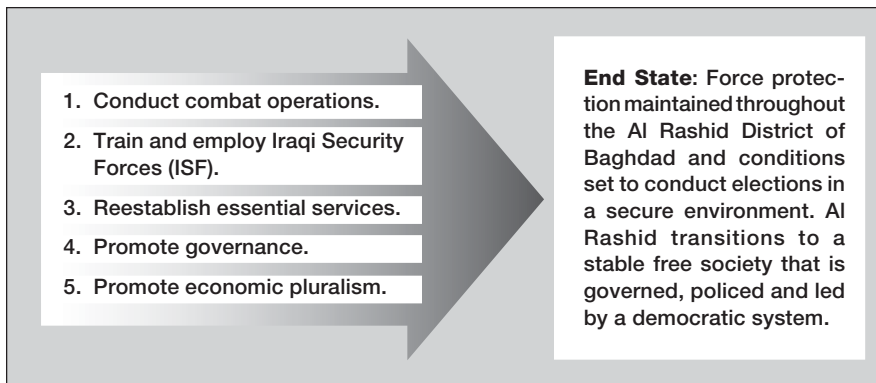 1. Conduct combat operations.
2. Train and employ Iraqi Security
Forces (ISF).
3. Reestablish essential services.
4. Promote governance.
5. Promote economic pluralism.
End State: Force protec-
tion maintained throughout
the Al Rashid District of
Baghdad and conditions
set to conduct elections in
a secure environment. Al
Rashid transitions to a
stable free society that is
governed, policed and led
by a democratic system.